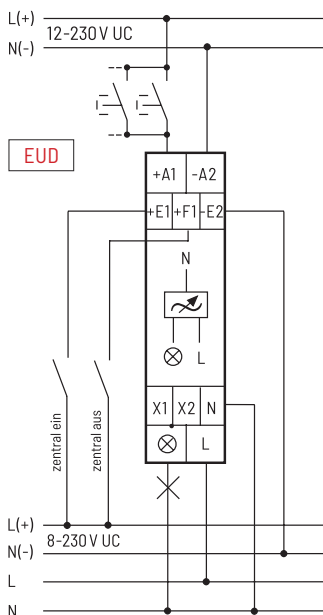 L(+)
12-230 V UC
N(-)
EUD
+A1 -A2
+E1 +F1 -E2
N
L
X1 X2 N
L
zentral ein
zentral aus
L(+)
8-230 V UC
N(-)
L
N